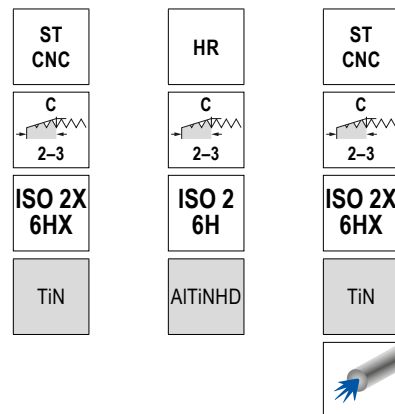 ST
CNC
C
2–3
ISO 2X
6HX
TiN
HR
C
2–3
ISO 2
6H
AlTiNHD
ST
CNC
C
2–3
ISO 2X
6HX
TiN